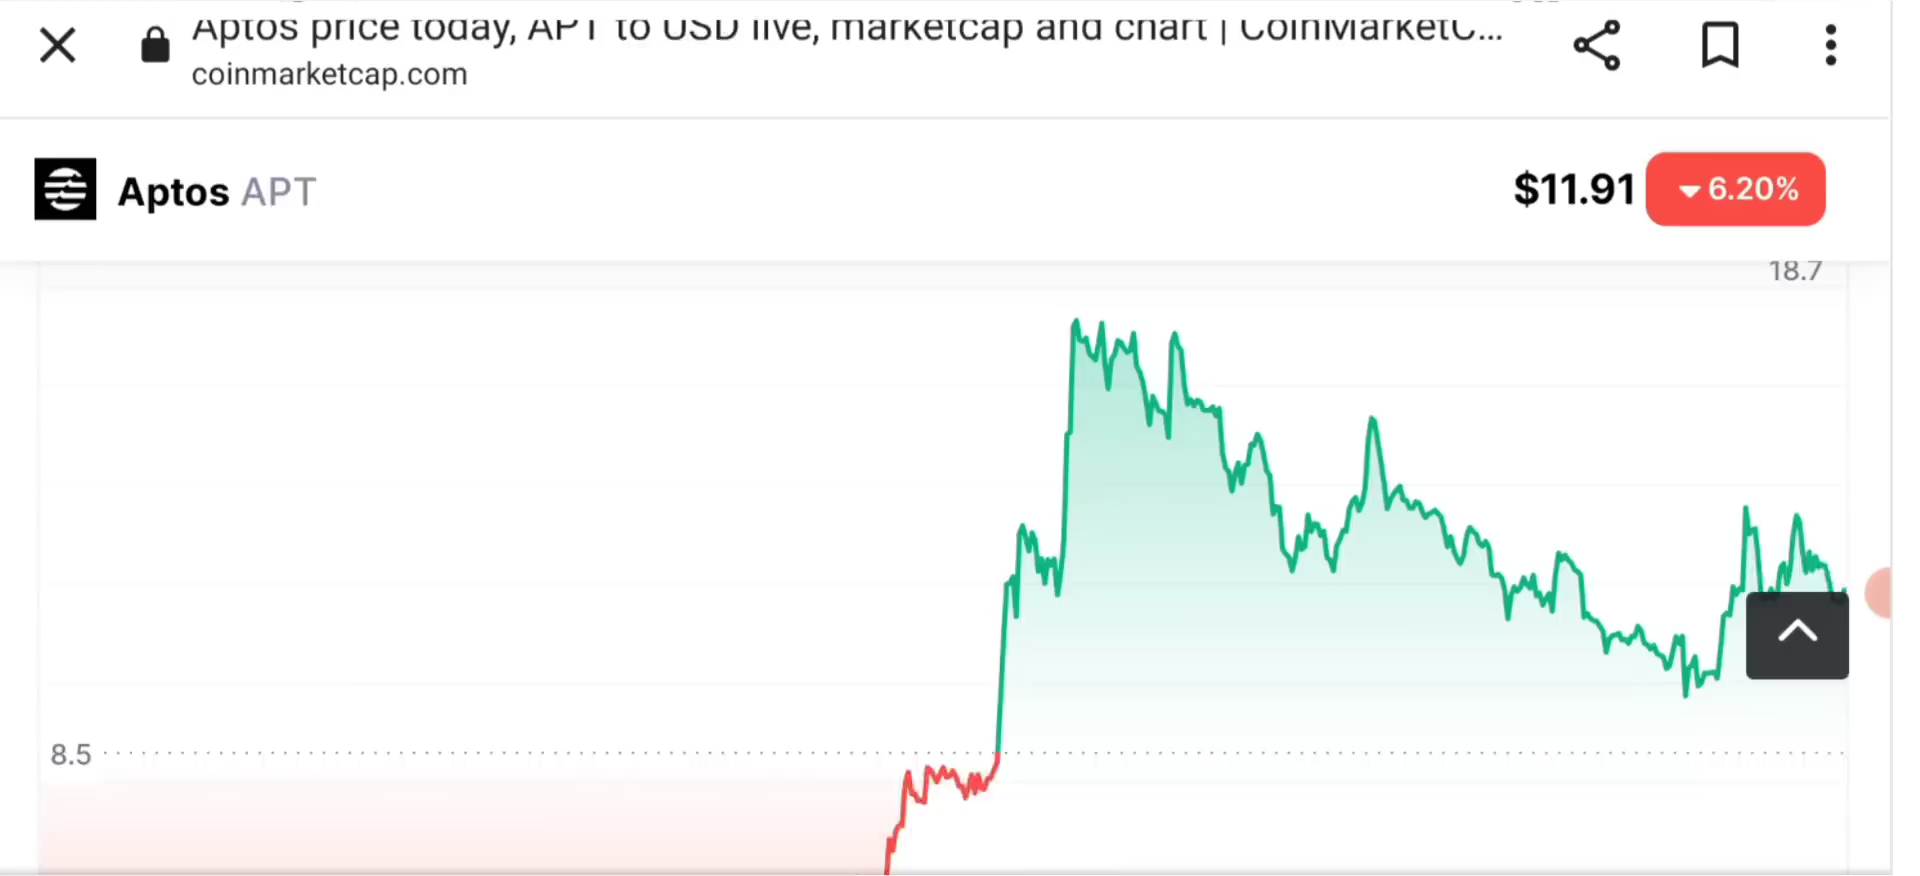 Aptos price today, APT to USD live, marketcap and chart | CoinMarketC...
coinmarketcap.com
Aptos APT
$11.91 6.20%
18.7
8.5